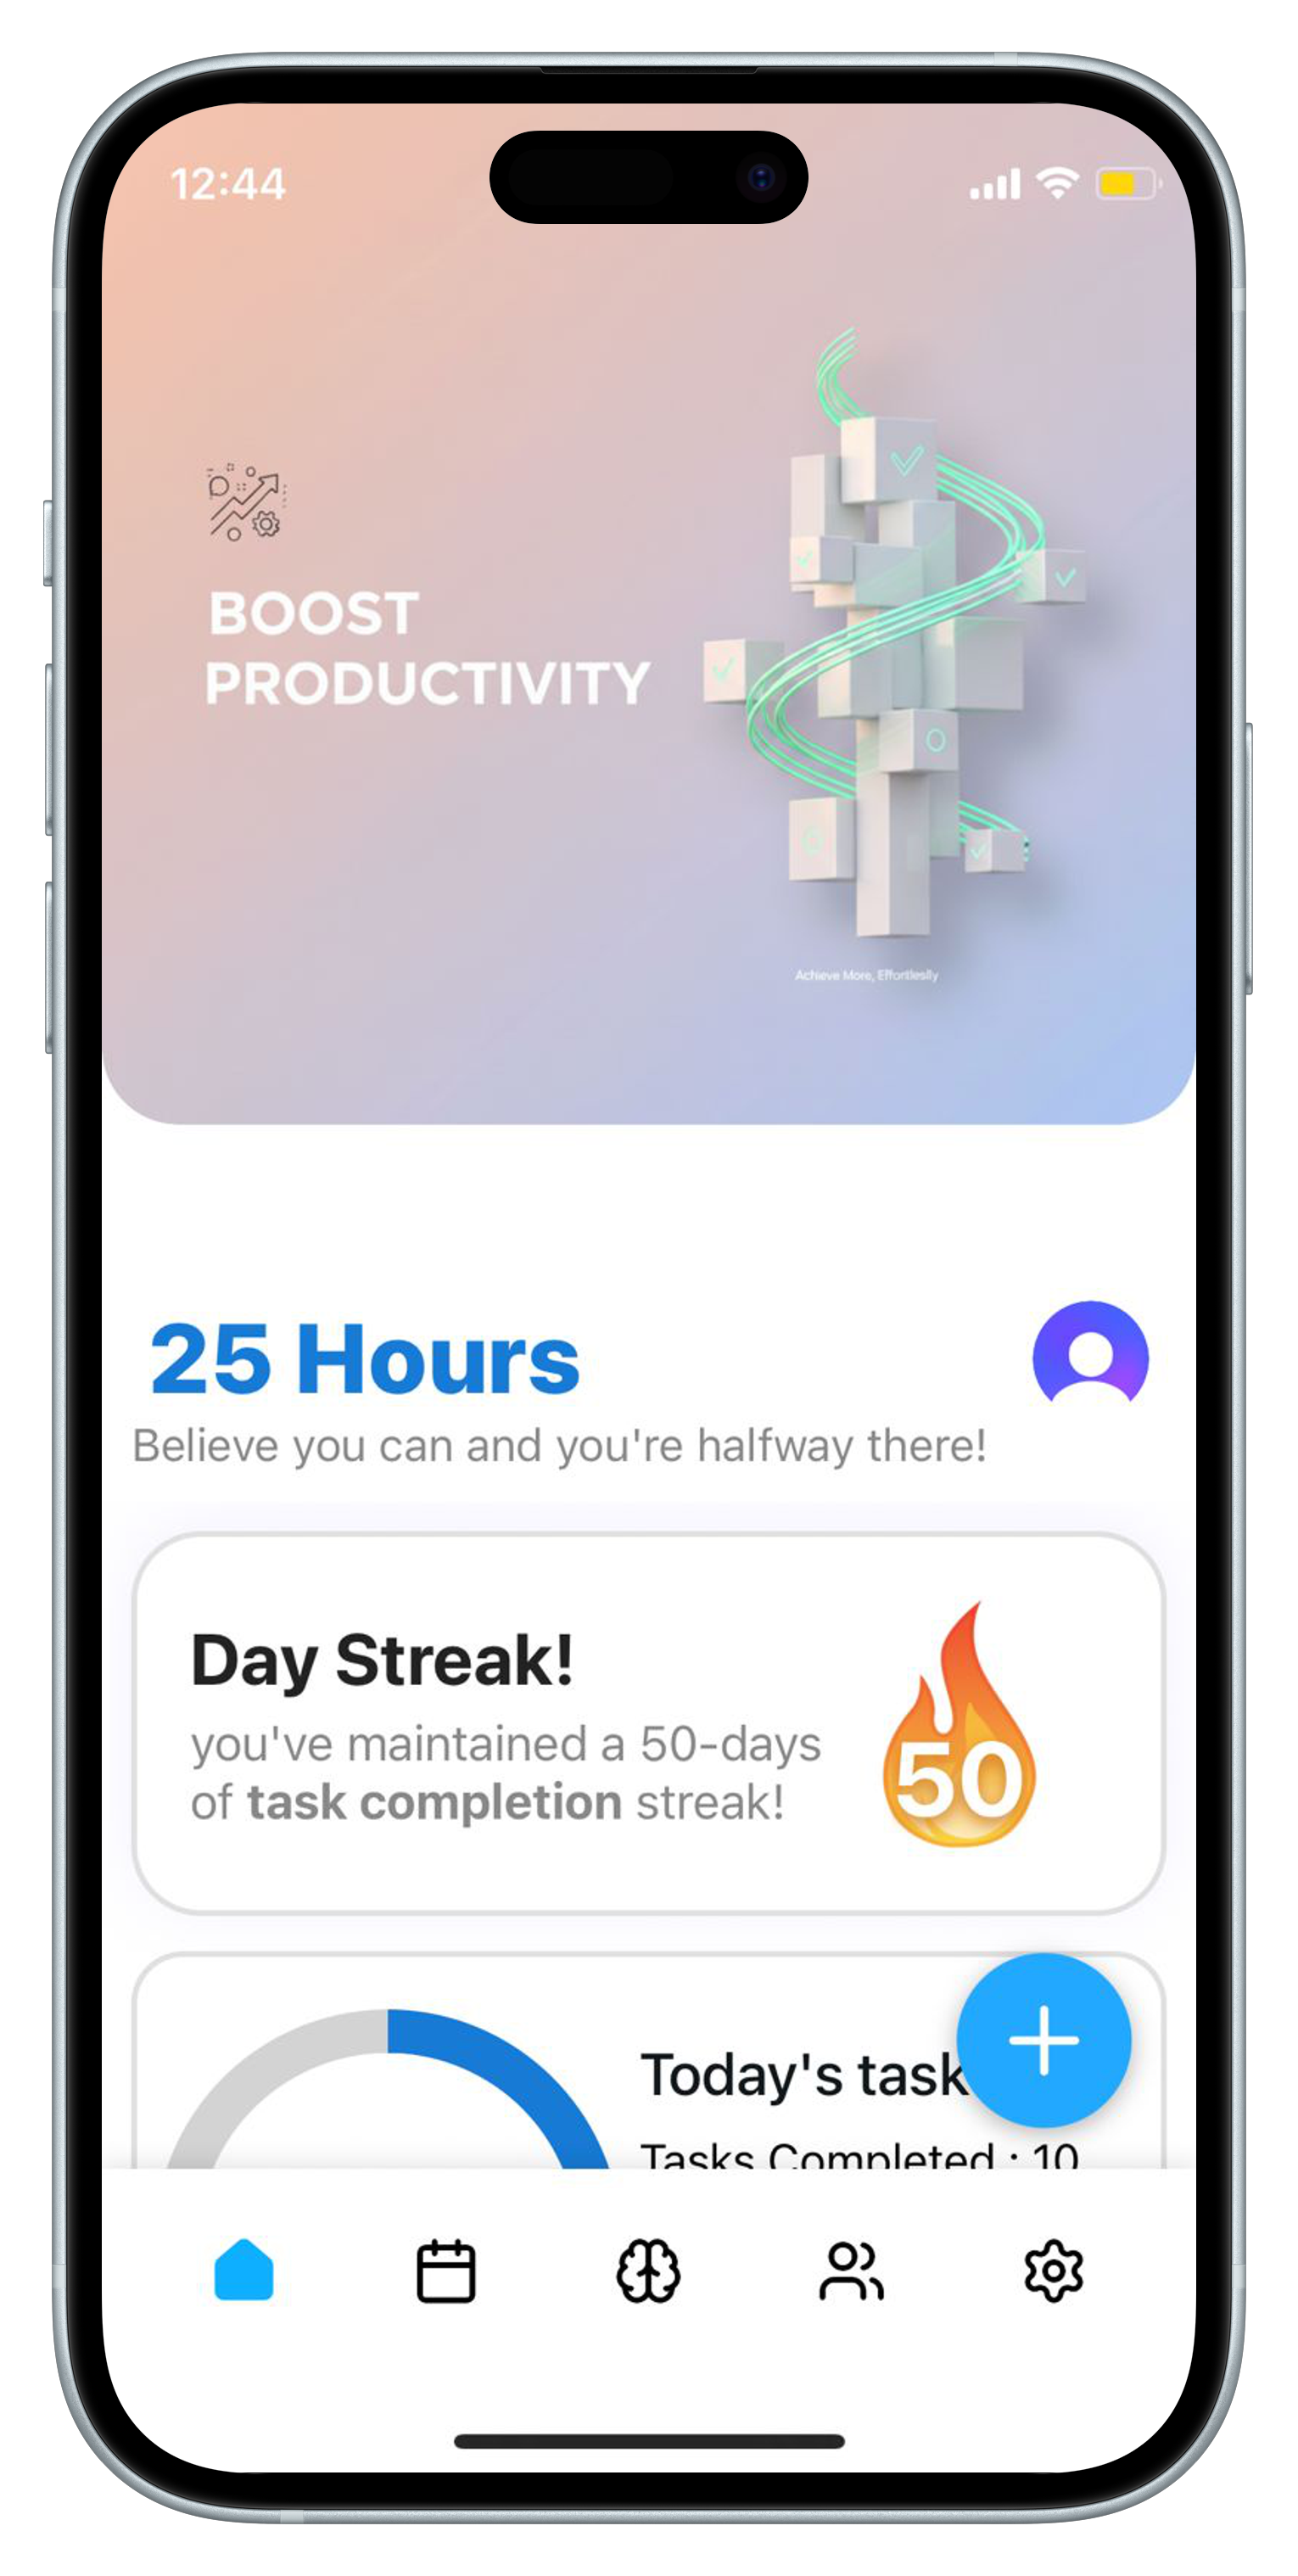 12:44
BOOST
PRODUCTIVITY
Achieve More, Effortleslly
25 Hours
Believe you can and you're halfway there!
Day Streak!
you've maintained a 50-days
of task completion streak!
50
Today's task
Tasks Completed : 10